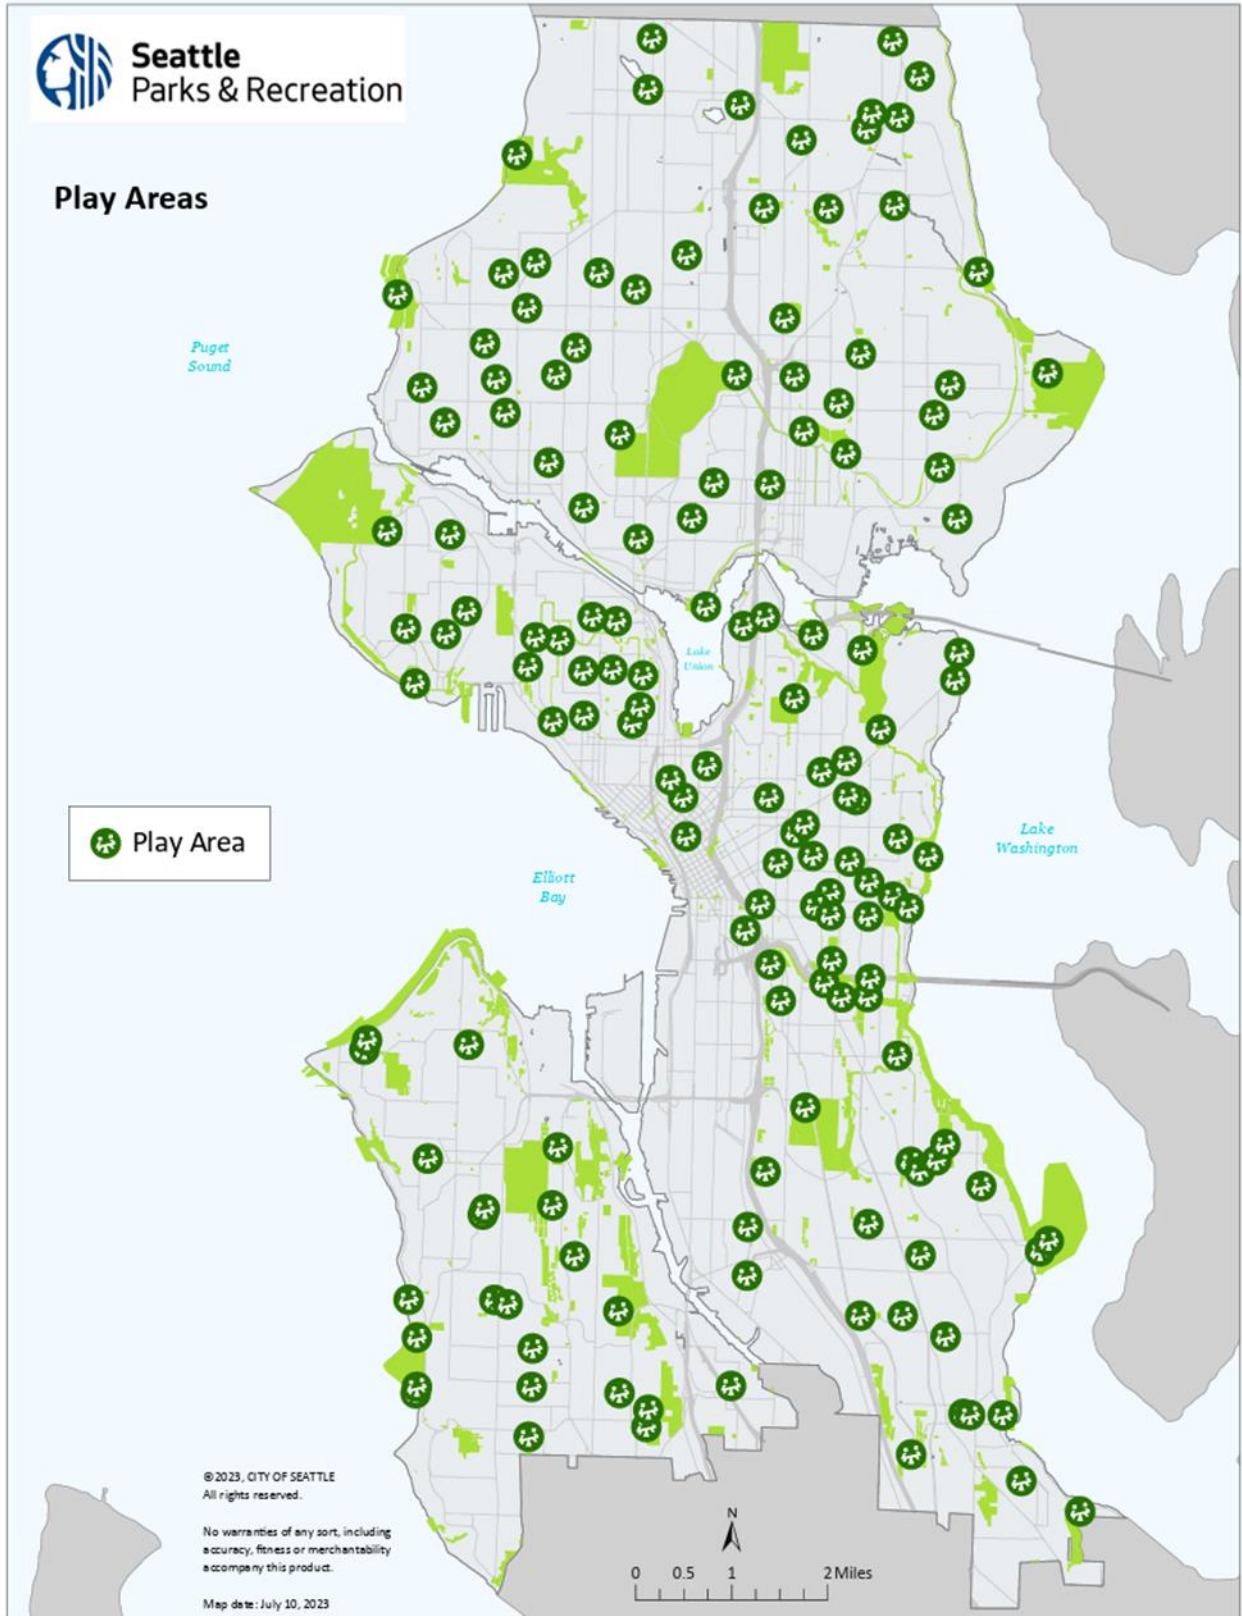 Seattle
Parks & Recreation
Play Areas
Puget
Sound
Lake
Union
Play Area
Lake
Washington
Elliott
Bay
©2023, CITY OF SEATTLE
All rights reserved.
No warranties of any sort, including
accuracy, fitness or merchantability
accompany this product.
Map date: July 10, 2023
N
0 0.5 1 2 Miles